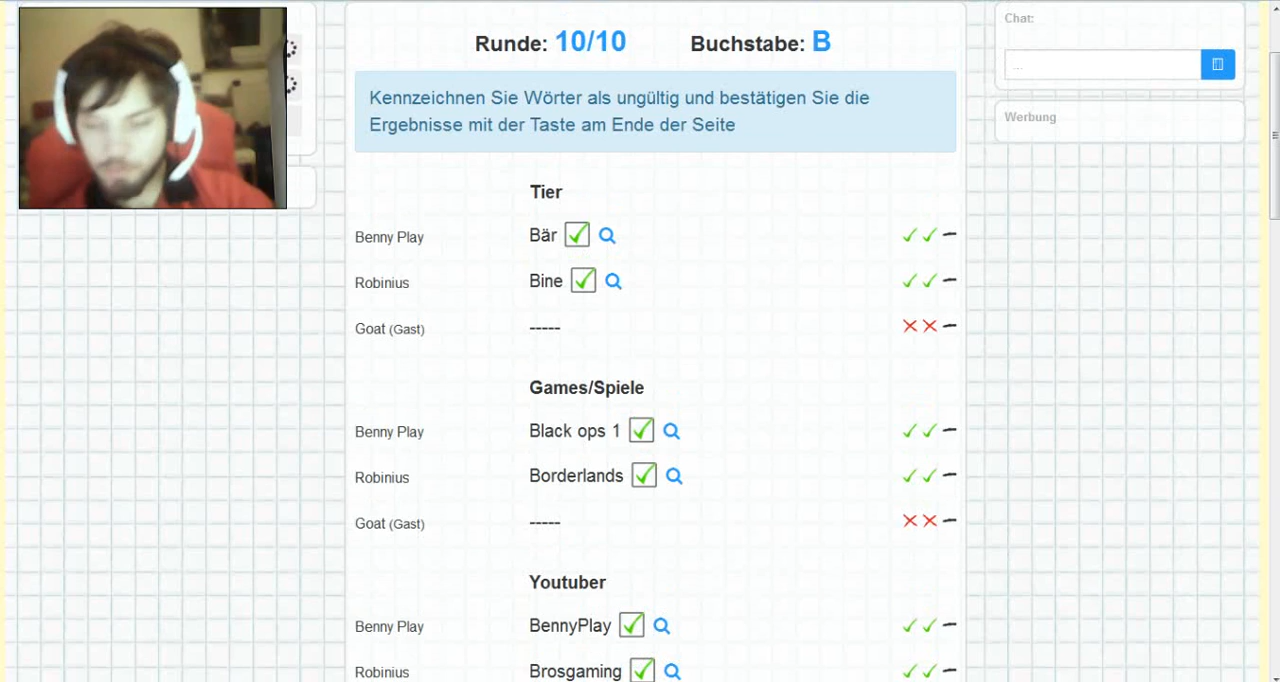 Runde: 10/10 Buchstabe: B
Kennzeichnen Sie Wörter als ungültig und bestätigen Sie die
Ergebnisse mit der Taste am Ende der Seite
Tier
Benny Play Bär
Robinius Bine
Goat (Gast) -----
Games/Spiele
Benny Play Black ops 1
Robinius Borderlands
Goat (Gast) -----
Youtuber
Benny Play BennyPlay
Robinius Brosgaming
Chat:
...
Werbung